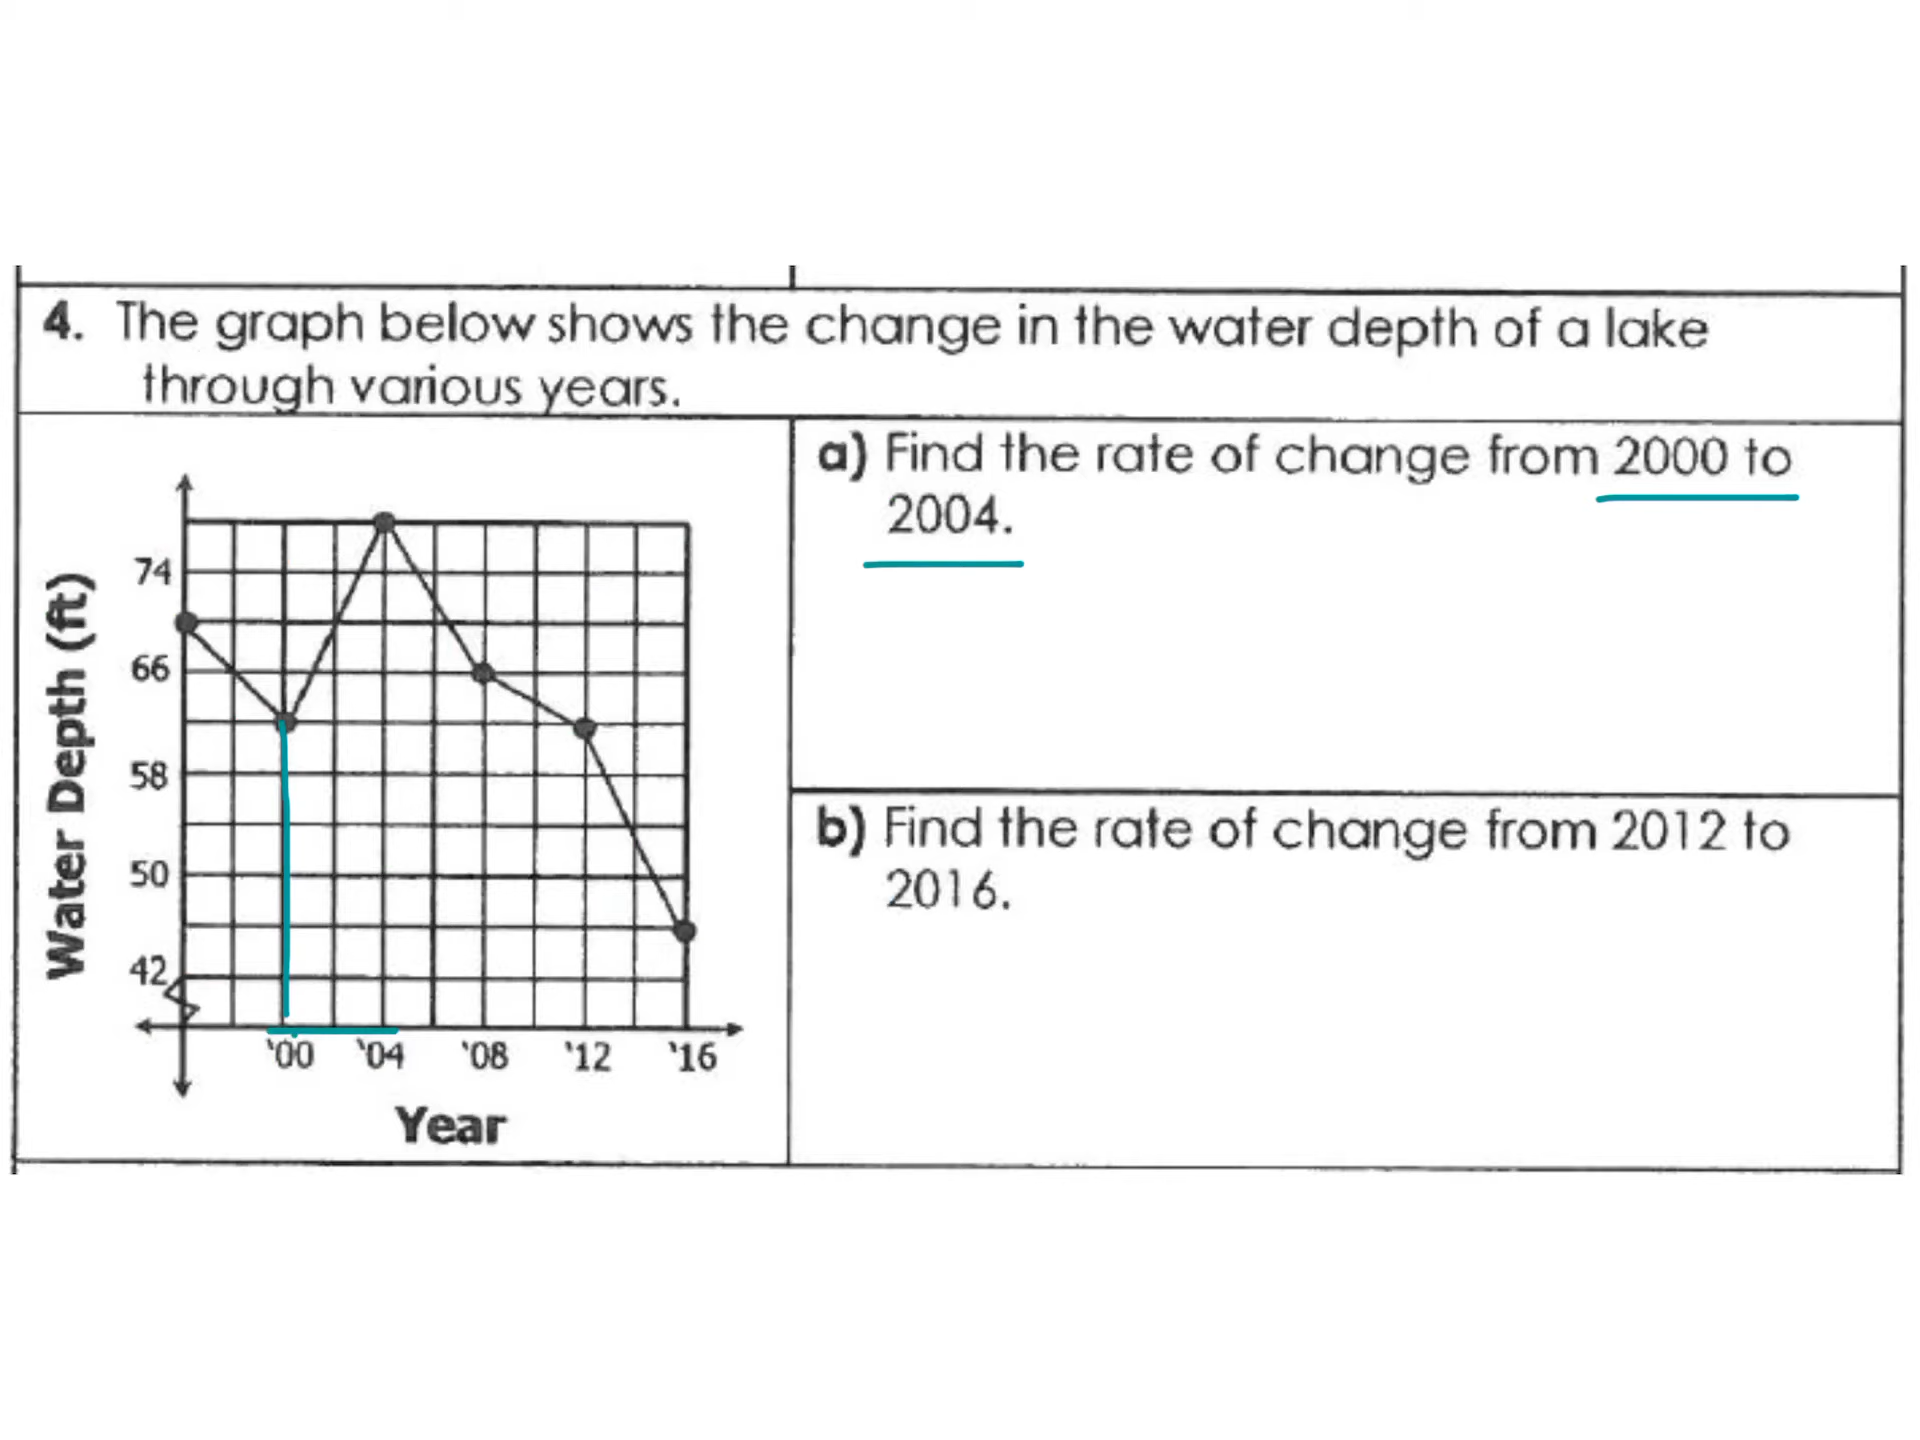 4. The graph below shows the change in the water depth of a lake
through various years.
a) Find the rate of change from 2000 to
2004.
Water Depth (ft)
74
66
58
50
42
'00 '04 '08 '12 '16
Year
b) Find the rate of change from 2012 to
2016.